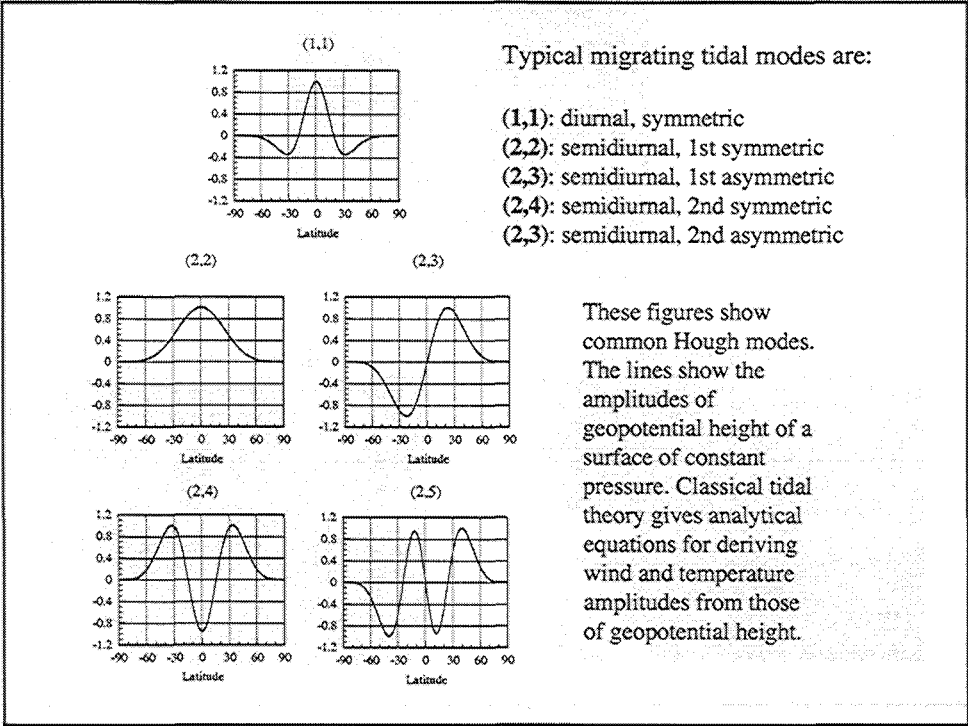 (1,1)
1.2
0.8
0.4
0
-0.4
-0.8
-1.2
-90 -60 -30 0 30 60 90
Latitude
Typical migrating tidal modes are:
(1,1): diurnal, symmetric
(2,2): semidiurnal, 1st symmetric
(2,3): semidiurnal, 1st asymmetric
(2,4): semidiurnal, 2nd symmetric
(2,3): semidiurnal, 2nd asymmetric
(2,2)
1.2
0.8
0.4
0
-0.4
-0.8
-1.2
-90 -60 -30 0 30 60 90
Latitude
(2,3)
1.2
0.8
0.4
0
-0.4
-0.8
-1.2
-90 -60 -30 0 30 60 90
Latitude
(2,4)
1.2
0.8
0.4
0
-0.4
-0.8
-1.2
-90 -60 -30 0 30 60 90
Latitude
(2,5)
1.2
0.8
0.4
0
-0.4
-0.8
-1.2
-90 -60 -30 0 30 60 90
Latitude
These figures show
common Hough modes.
The lines show the
amplitudes of
geopotential height of a
surface of constant
pressure. Classical tidal
theory gives analytical
equations for deriving
wind and temperature
amplitudes from those
of geopotential height.